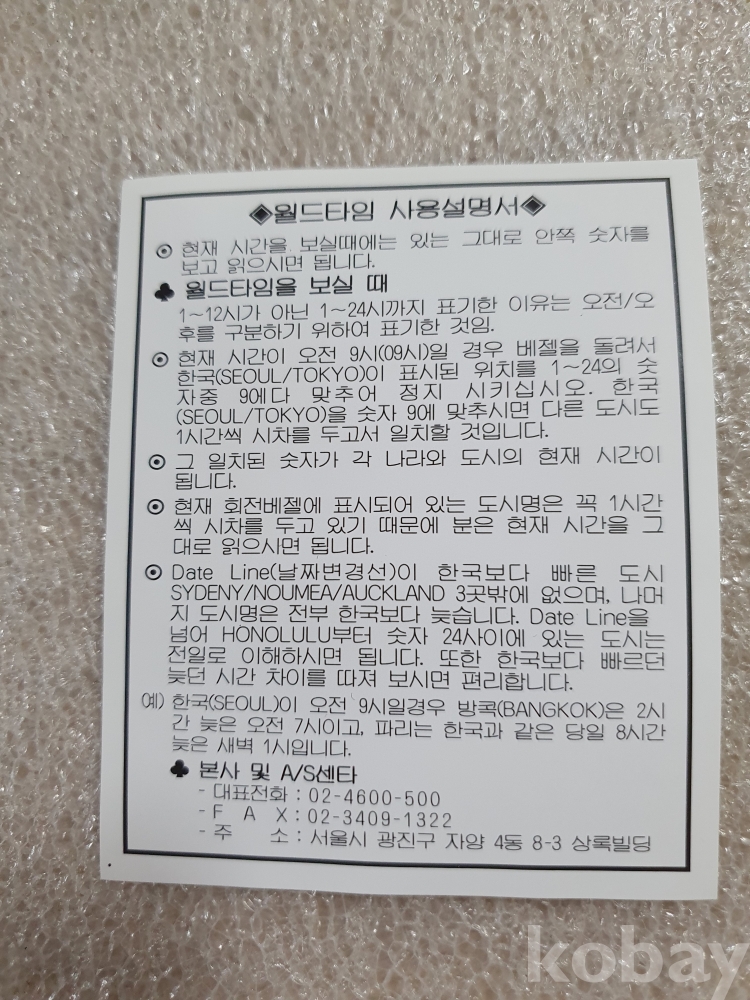 ◈월드타임 사용설명서◈
⊙ 현재 시간을 보실때에는 있는 그대로 안쪽 숫자를
보고 읽으시면 됩니다.
♣ 월드타임을 보실 때
1~12시가 아닌 1~24시까지 표기한 이유는 오전/오
후를 구분하기 위하여 표기한 것임.
⊙ 현재 시간이 오전 9시(09시)일 경우 베젤을 돌려서
한국(SEOUL/TOKYO)이 표시된 위치를 1~24의 숫
자중 9에다 맞추어 정지 시키십시오. 한국
(SEOUL/TOKYO)을 숫자 9에 맞추시면 다른 도시도
1시간씩 시차를 두고서 일치할 것입니다.
⊙ 그 일치된 숫자가 각 나라와 도시의 현재 시간이
됩니다.
⊙ 현재 회전베젤에 표시되어 있는 도시명은 꼭 1시간
씩 시차를 두고 있기 때문에 분은 현재 시간을 그
대로 읽으사면 됩니다.
⊙ Date Line(날짜변경선)이 한국보다 빠른 도시
SYDENY/NOUMEA/AUCKLAND 3곳밖에 없으며, 나머
지 도시명은 전부 한국보다 늦습니다. Date Line을
넘어 HONOLULU부터 숫자 24사이에 있는 도시는
전일로 이해하시면 됩니다. 또한 한국보다 빠르던
늦던 시간 차이를 따져 보시면 편리합니다.
예) 한국(SEOUL)이 오전 9시일경우 방콕(BANGKOK)은 2시
간 늦은 오전 7시이고, 파리는 한국과 같은 당일 8시간
늦은 새벽 1시입니다.
♣ 본사 및 A/S센타
- 대표전화 : 02-4600-500
- F A X : 02-3409-1322
- 주 소 : 서울시 광진구 자양 4동 8-3 상록빌딩
kobay